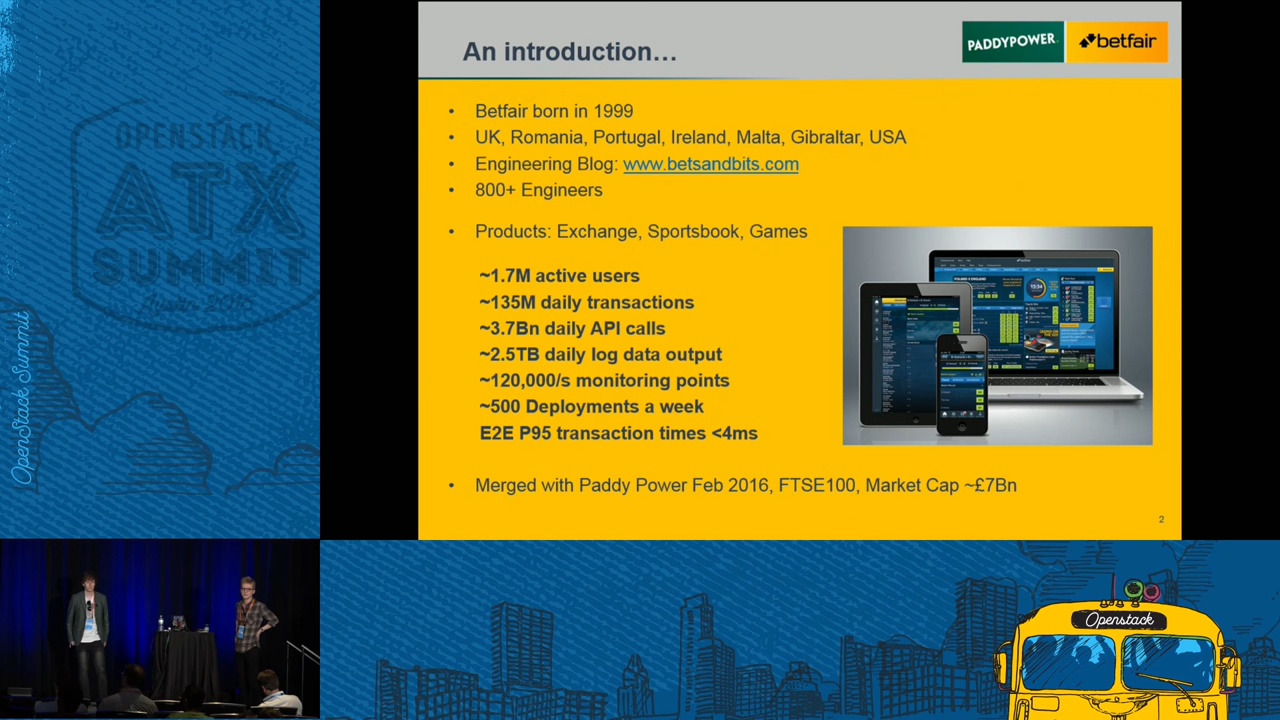 An introduction…
PADDYPOWER.
betfair
• Betfair born in 1999
• UK, Romania, Portugal, Ireland, Malta, Gibraltar, USA
• Engineering Blog: www.betsandbits.com
• 800+ Engineers
• Products: Exchange, Sportsbook, Games
~1.7M active users
~135M daily transactions
~3.7Bn daily API calls
~2.5TB daily log data output
~120,000/s monitoring points
~500 Deployments a week
E2E P95 transaction times <4ms
• Merged with Paddy Power Feb 2016, FTSE100, Market Cap ~£7Bn
2
OPENSTACK
ATX
SUMMIT
OpenStack Summit
Openstack